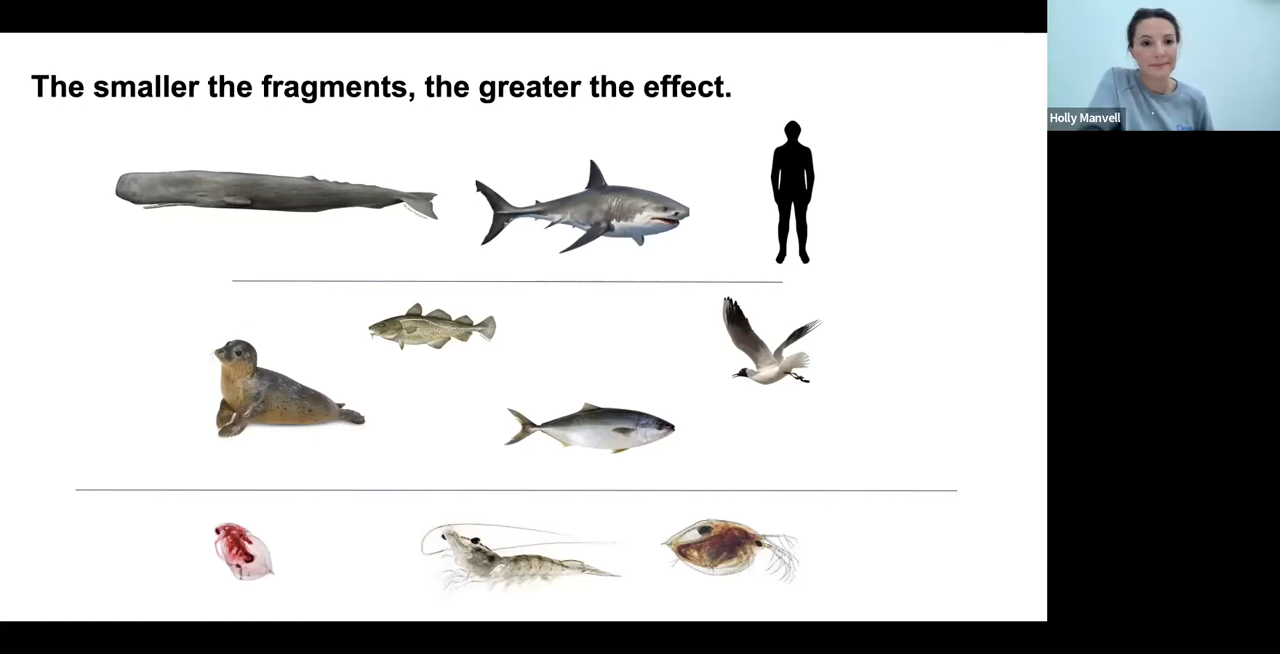 The smaller the fragments, the greater the effect.
Holly Manvell